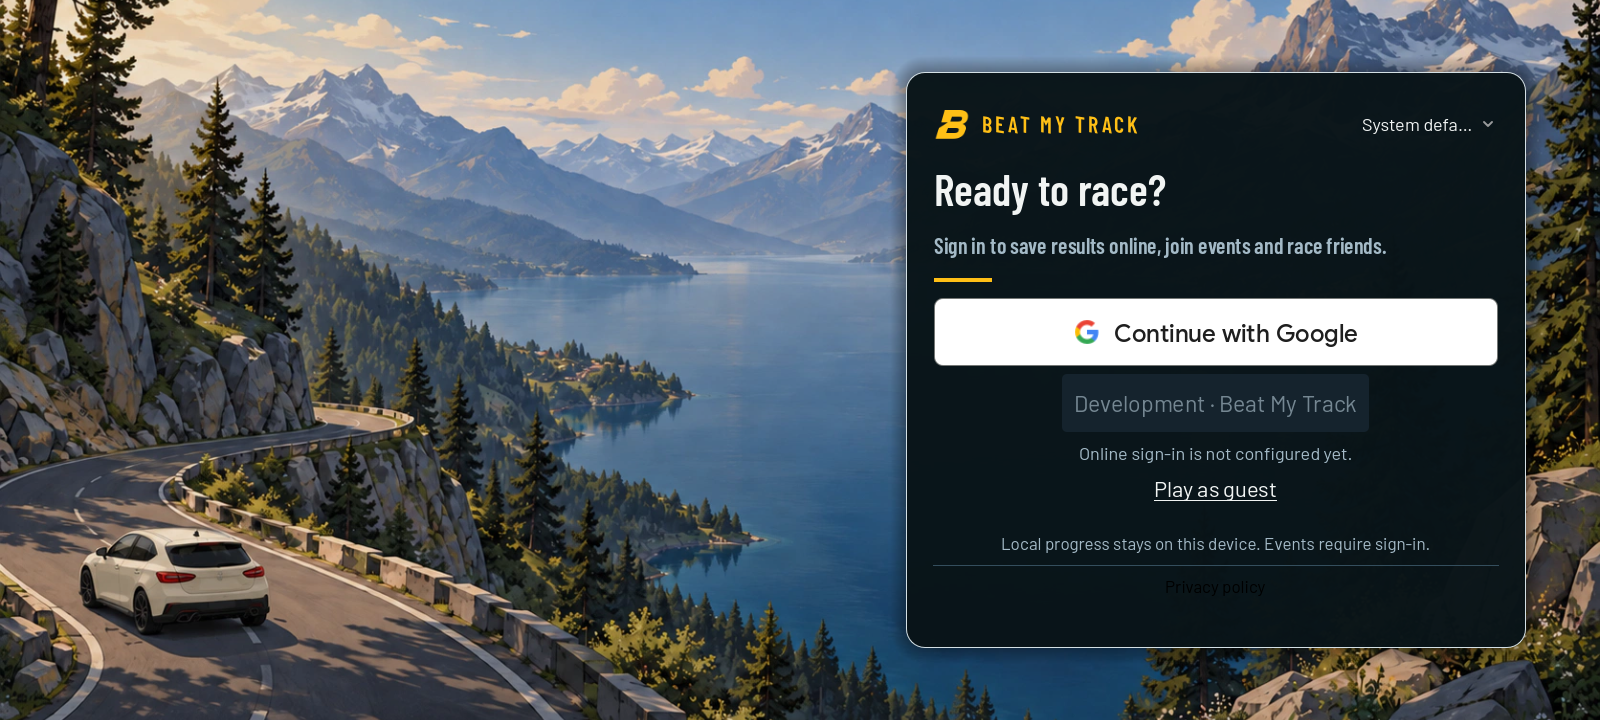 BEAT MY TRACK
System defa...
Ready to race?
Sign in to save results online, join events and race friends.
Continue with Google
Development · Beat My Track
Online sign-in is not configured yet.
Play as guest
Local progress stays on this device. Events require sign-in.
Privacy policy